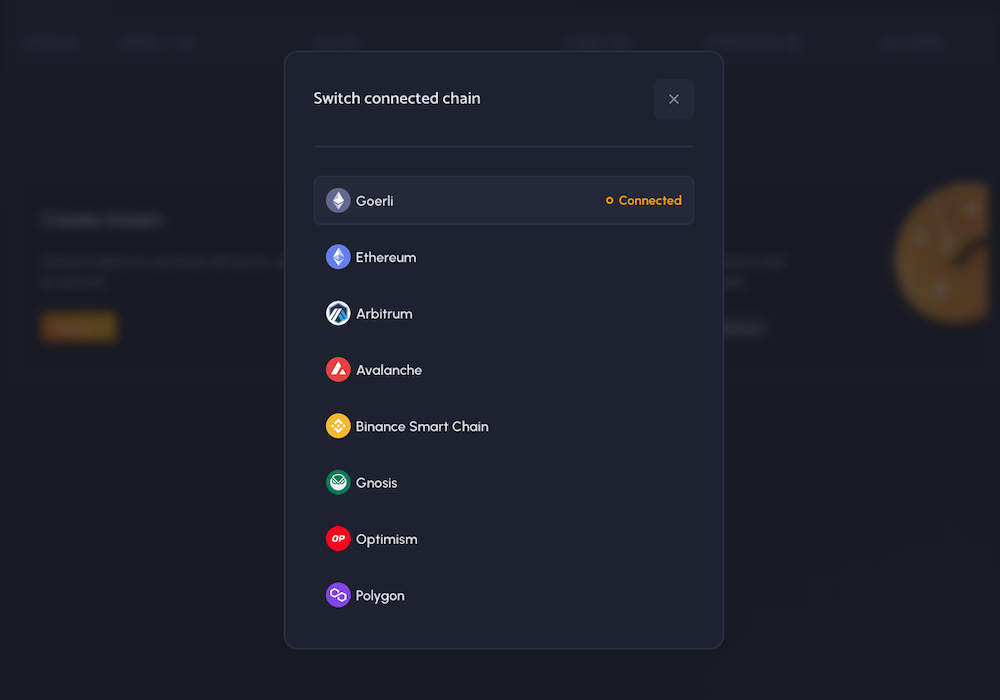 Switch connected chain
Goerli
Connected
Ethereum
Arbitrum
Avalanche
Binance Smart Chain
Gnosis
OP
Optimism
Polygon